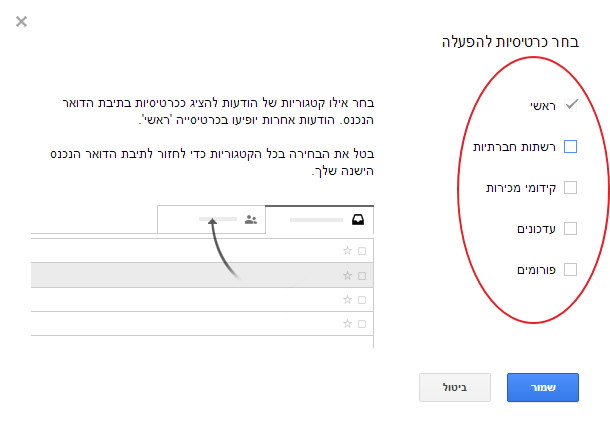 בחר כרטיסיות להפעלה
ראשי
רשתות חברתיות
קידומי מכירות
עדכונים
פורומים
בחר אילו קטגוריות של הודעות להציג ככרטיסיות בתיבת הדואר
הנכנס. הודעות אחרות יופיעו בכרטיסייה 'ראשי'.
בטל את הבחירה בכל הקטגוריות כדי לחזור לתיבת הדואר הנכנס
הישנה שלך.
שמור
ביטול